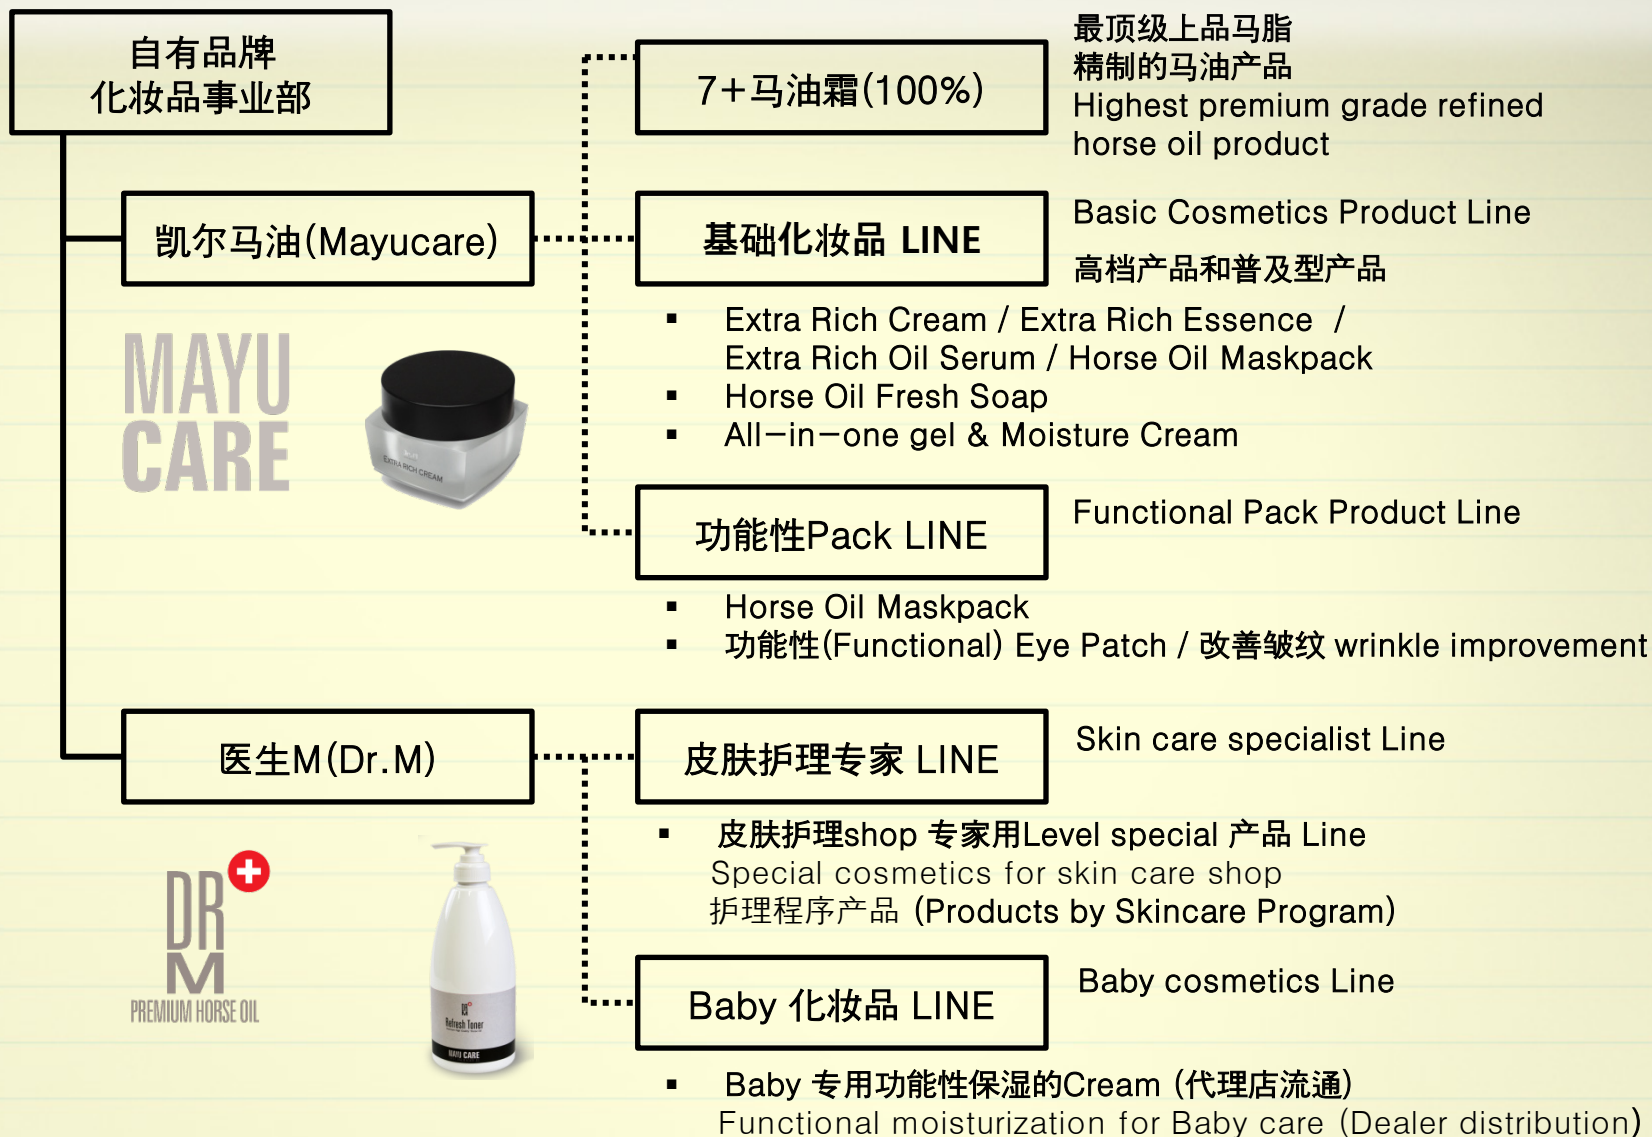 自有品牌
化妆品事业部
7+马油霜(100%)
最顶级上品马脂
精制的马油产品
Highest premium grade refined
horse oil product
凯尔马油(Mayucare)
基础化妆品 LINE
Basic Cosmetics Product Line
高档产品和普及型产品
▪ Extra Rich Cream / Extra Rich Essence /
Extra Rich Oil Serum / Horse Oil Maskpack
▪ Horse Oil Fresh Soap
▪ All-in-one gel & Moisture Cream
MAYU
CARE
EXTRA RICH CREAM
功能性Pack LINE
Functional Pack Product Line
▪ Horse Oil Maskpack
▪ 功能性(Functional) Eye Patch / 改善皱纹 wrinkle improvement
医生M(Dr.M)
皮肤护理专家 LINE
Skin care specialist Line
▪ 皮肤护理shop 专家用Level special 产品 Line
Special cosmetics for skin care shop
护理程序产品 (Products by Skincare Program)
DR
M
PREMIUM HORSE OIL
DR
M
Refresh Toner
MAYU CARE
Baby 化妆品 LINE
Baby cosmetics Line
▪ Baby 专用功能性保湿的Cream (代理店流通)
Functional moisturization for Baby care (Dealer distribution)